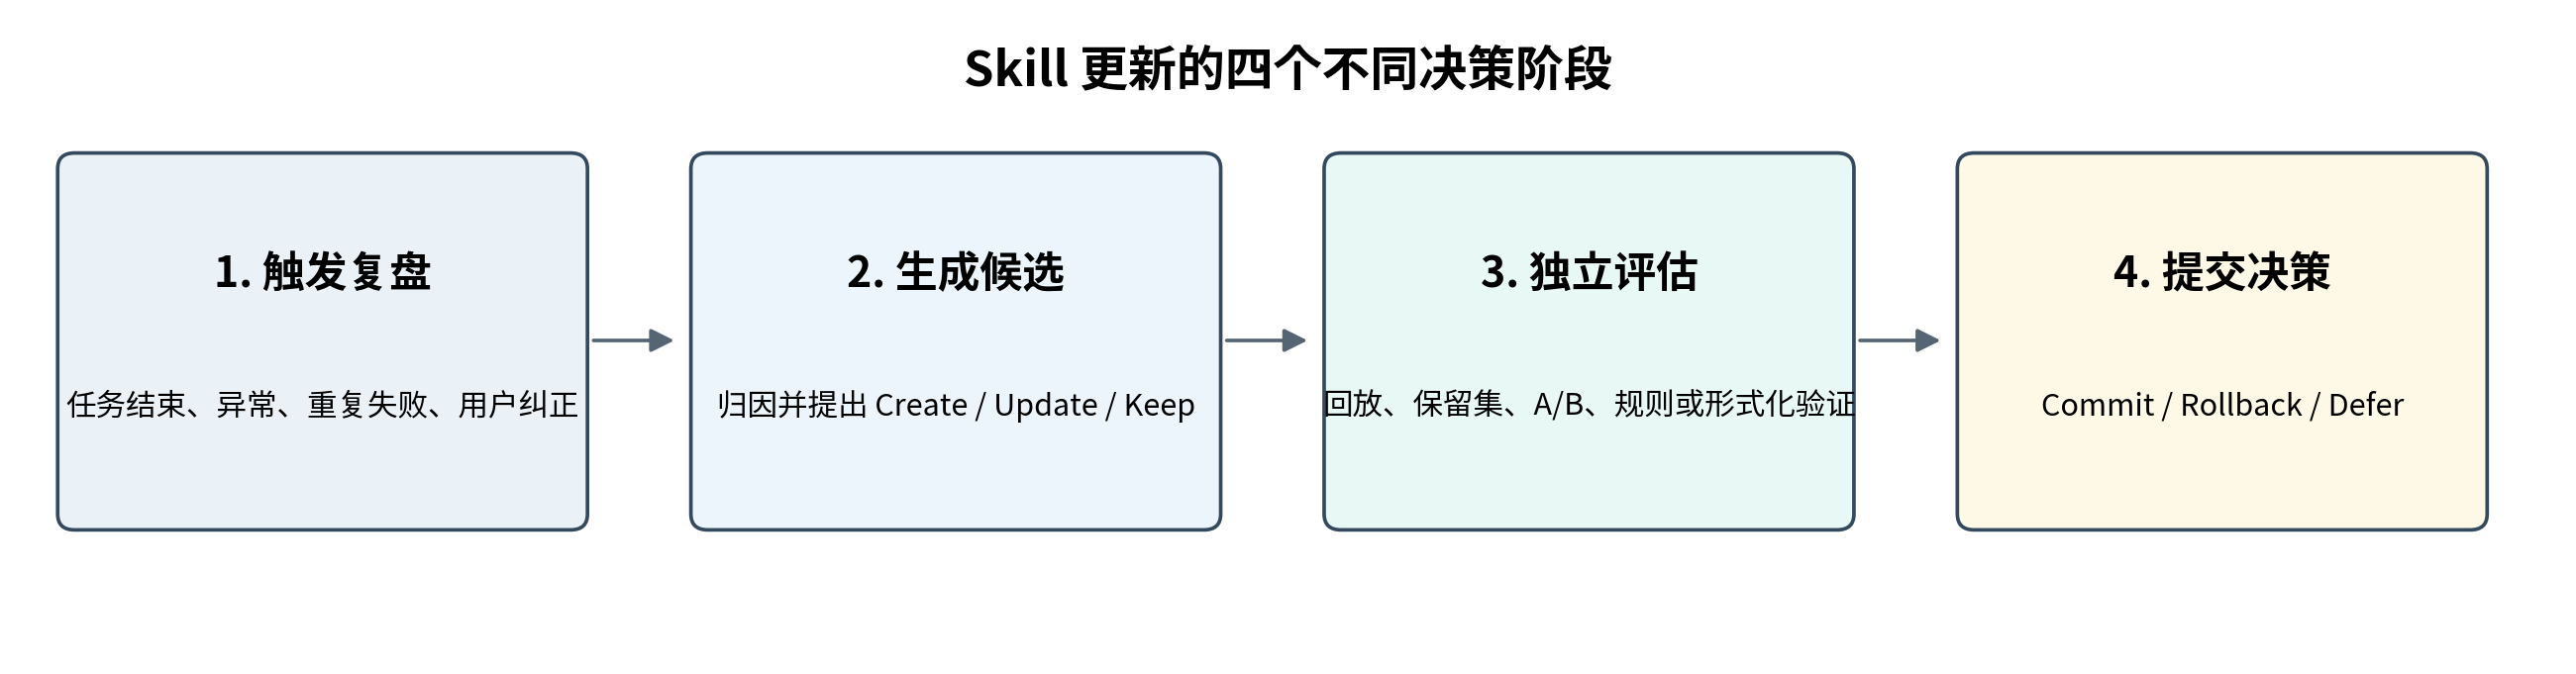 Skill 更新的四个不同决策阶段
1. 触发复盘
任务结束、异常、重复失败、用户纠正
2. 生成候选
归因并提出 Create / Update / Keep
3. 独立评估
回放、保留集、A/B、规则或形式化验证
4. 提交决策
Commit / Rollback / Defer